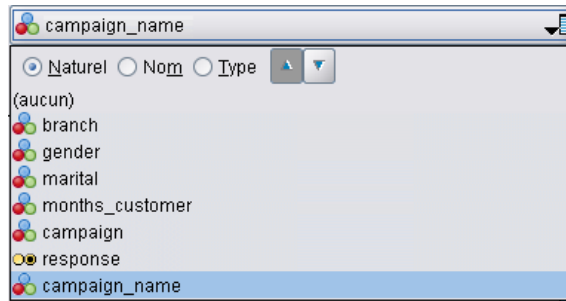 campaign_name
Naturel Nom Type
(aucun)
branch
gender
marital
months_customer
campaign
response
campaign_name